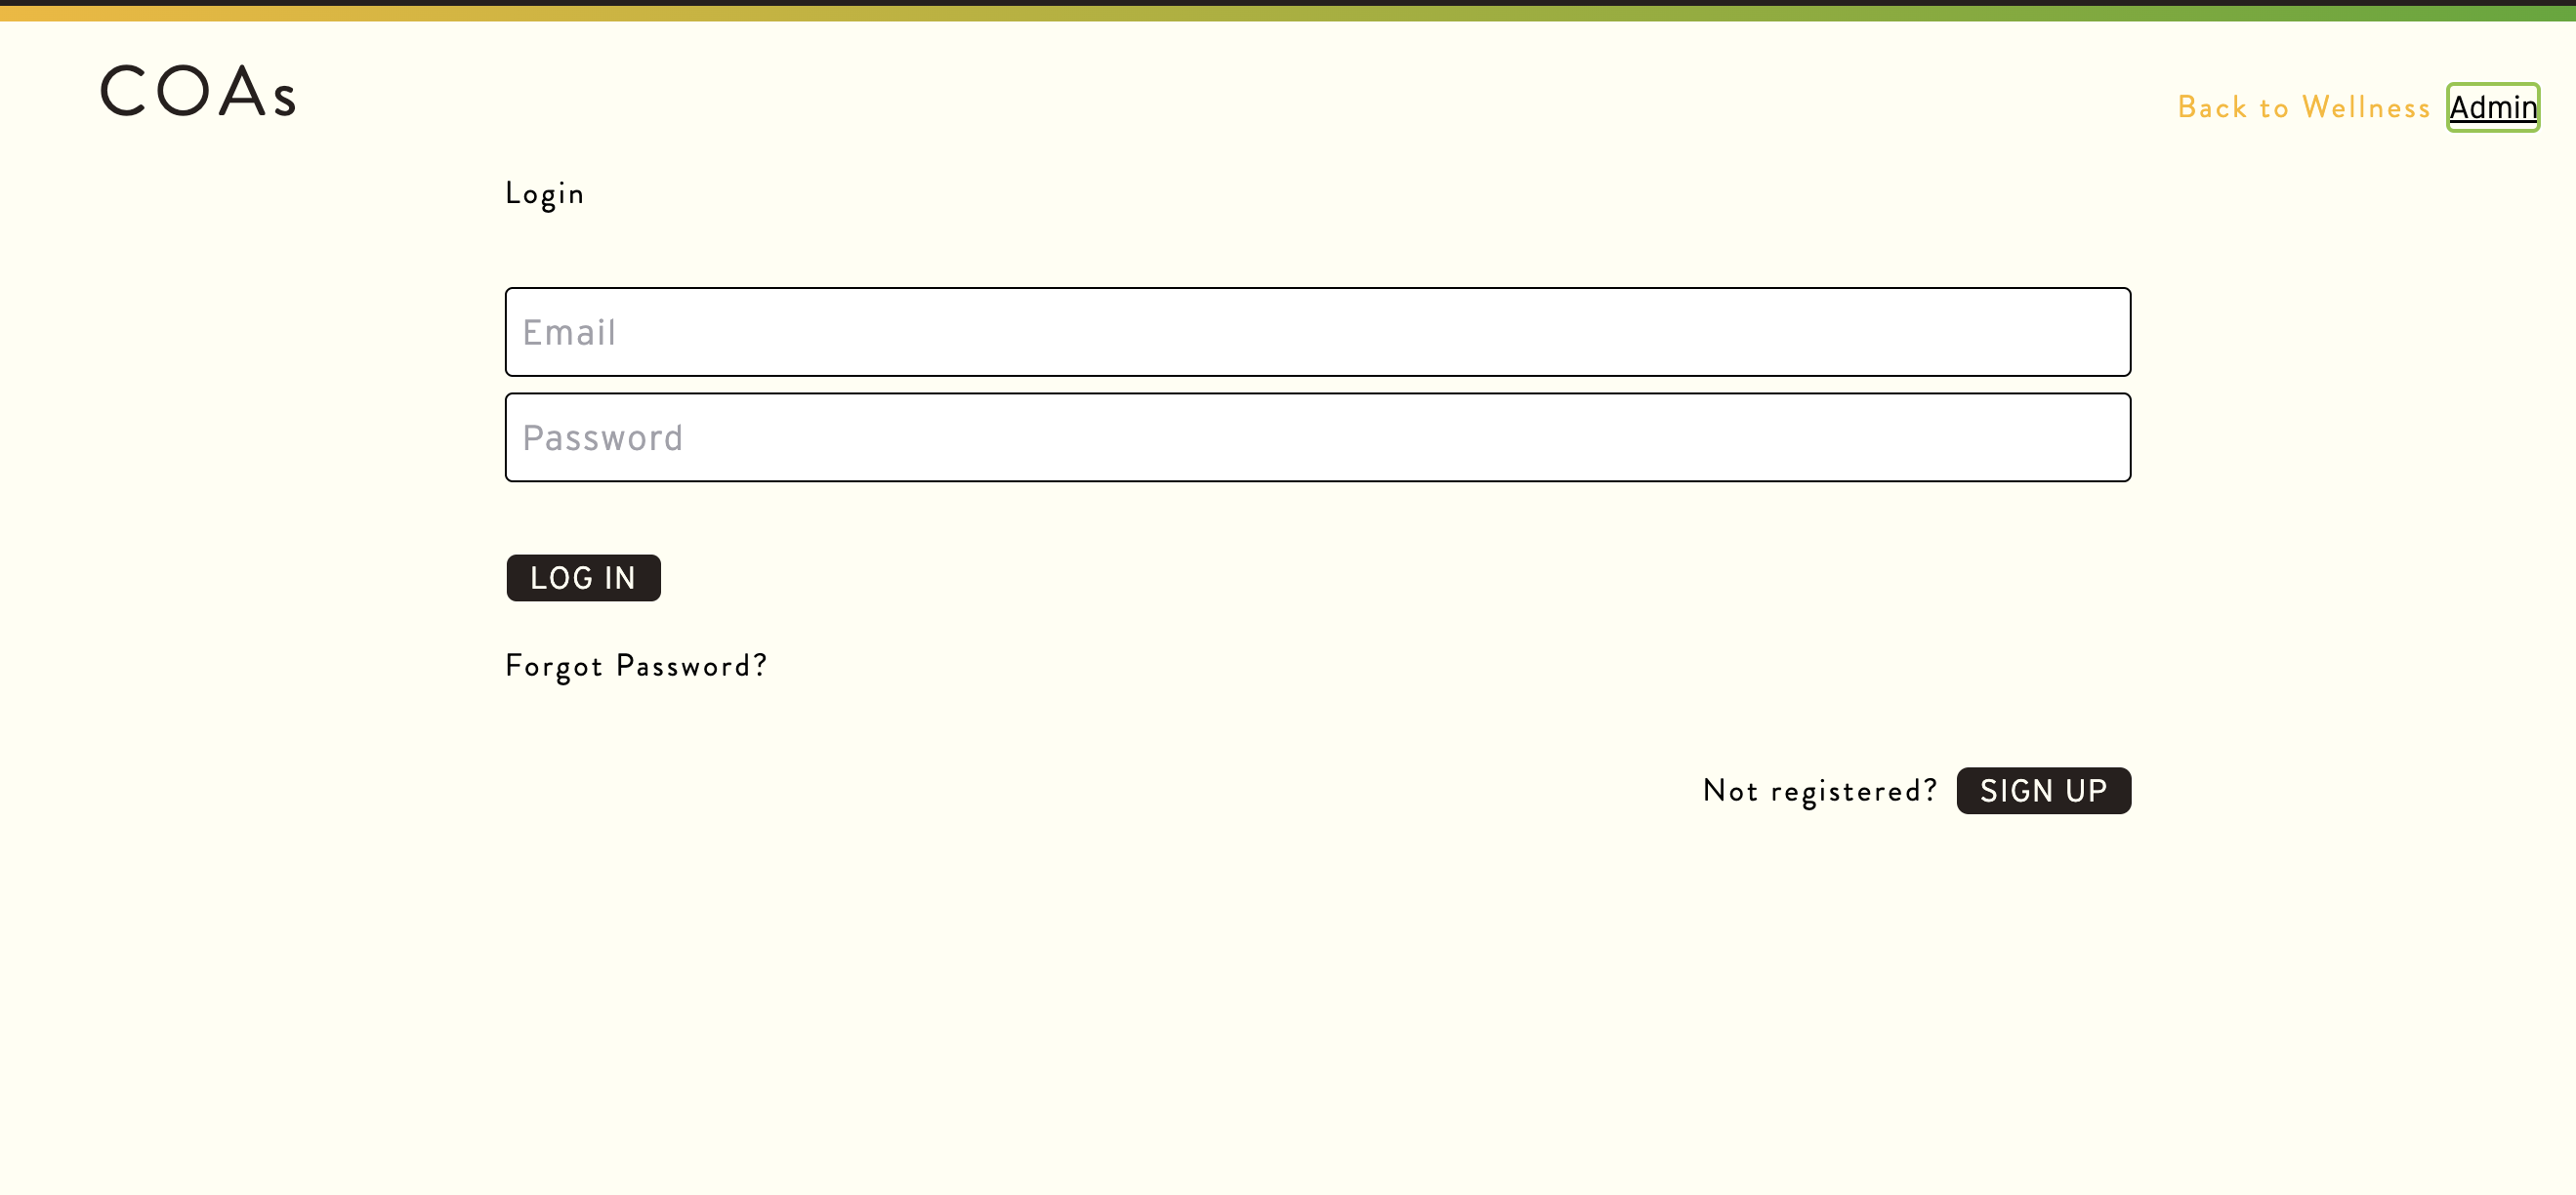 COAs
Back to Wellness Admin
Login
Email
Password
LOG IN
Forgot Password?
Not registered? SIGN UP